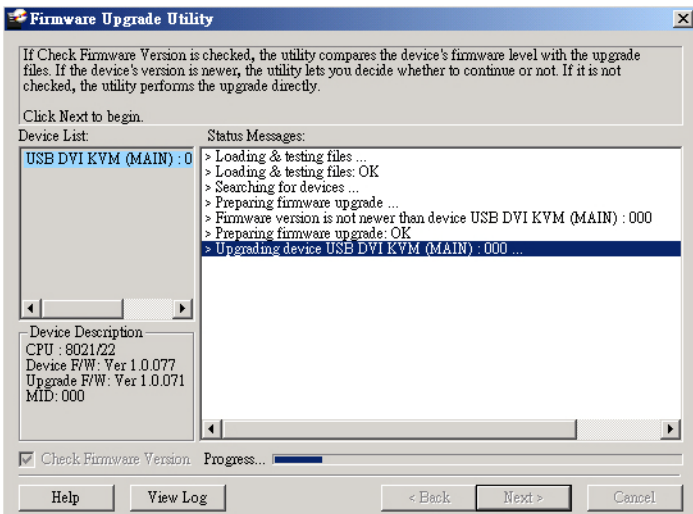 Firmware Upgrade Utility
If Check Firmware Version is checked, the utility compares the device's firmware level with the upgrade
files. If the device's version is newer, the utility lets you decide whether to continue or not. If it is not
checked, the utility performs the upgrade directly.
Click Next to begin.
Device List:
USB DVI KVM (MAIN) : 0
Status Messages:
> Loading & testing files ...
> Loading & testing files: OK
> Searching for devices ...
> Preparing firmware upgrade ...
> Firmware version is not newer than device USB DVI KVM (MAIN) : 000
> Preparing firmware upgrade: OK
> Upgrading device USB DVI KVM (MAIN) : 000 ...
Device Description
CPU : 8021/22
Device F/W: Ver 1.0.077
Upgrade F/W: Ver 1.0.071
MID: 000
Check Firmware Version
Progress...
Help
View Log
< Back
Next >
Cancel